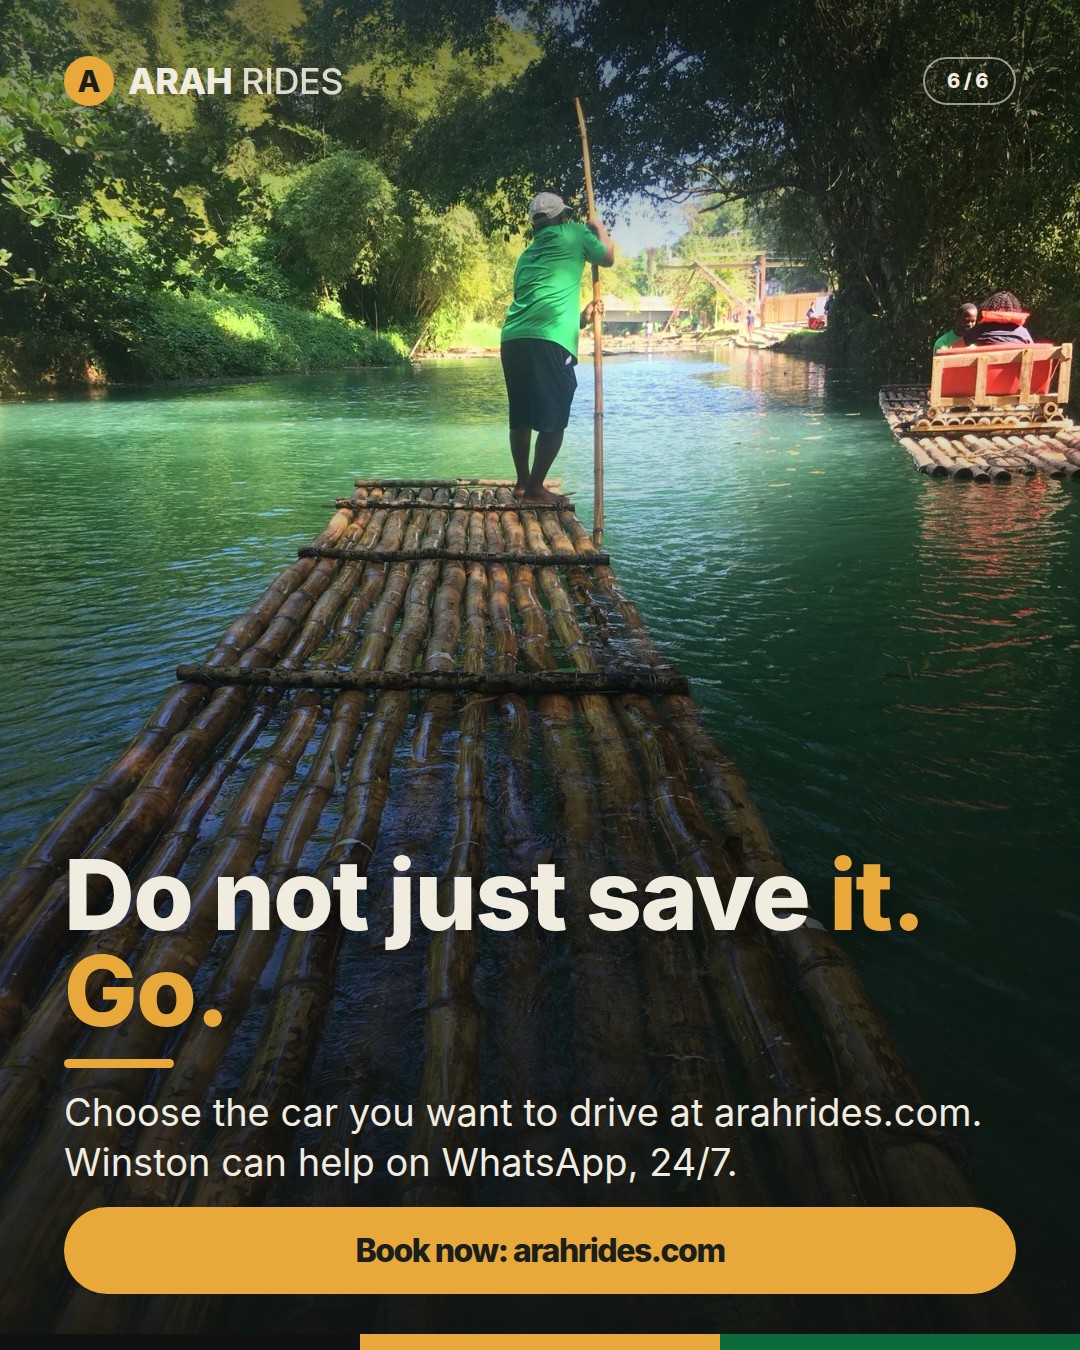 A ARAH RIDES
6/6
Do not just save it.
Go.
Choose the car you want to drive at arahrides.com.
Winston can help on WhatsApp, 24/7.
Book now: arahrides.com